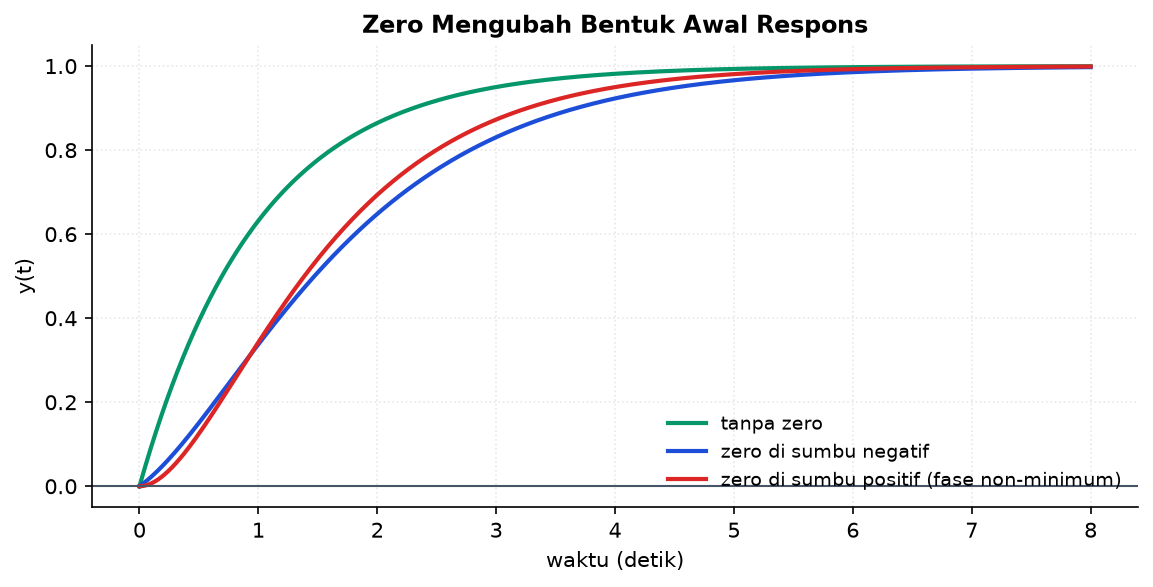 Zero Mengubah Bentuk Awal Respons
y(t)
1.0
0.8
0.6
0.4
0.2
0.0
tanpa zero
zero di sumbu negatif
zero di sumbu positif (fase non-minimum)
0 1 2 3 4 5 6 7 8
waktu (detik)